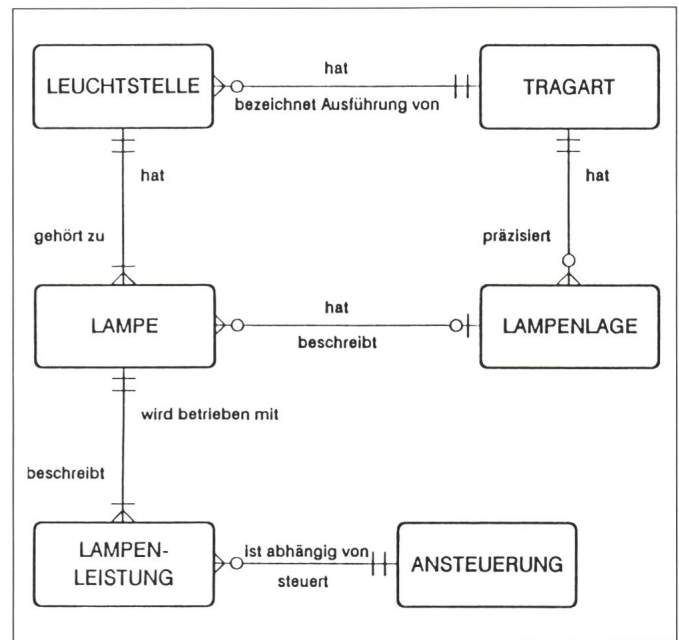 LEUCHTSTELLE
hat
bezeichnet Ausführung von
TRAGART
hat
hat
gehört zu
präzisiert
LAMPE
hat
beschreibt
LAMPENLAGE
wird betrieben mit
beschreibt
LAMPEN-
LEISTUNG
ist abhängig von
steuert
ANSTEUERUNG